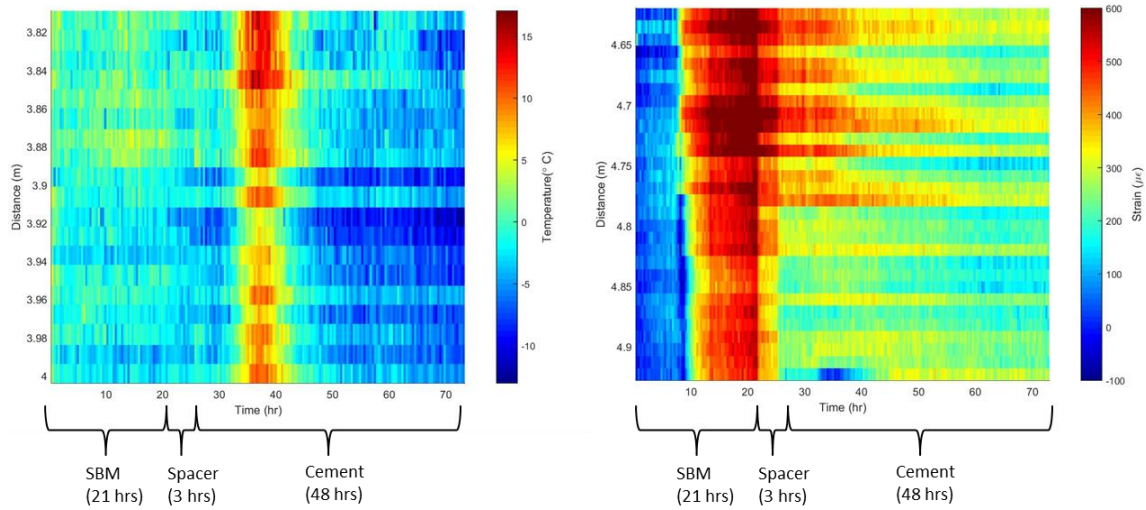 3.82
3.84
3.86
3.88
3.9
3.92
3.94
3.96
3.98
4
Distance (m)
10 20 30 40 50 60 70
Time (hr)
15
10
5
0
-5
-10
Temperature(° C)
SBM
(21 hrs)
Spacer
(3 hrs)
Cement
(48 hrs)
4.65
4.7
4.75
4.8
4.85
4.9
Distance (m)
10 20 30 40 50 60 70
Time (hr)
600
500
400
300
200
100
0
-100
Strain (με)
SBM
(21 hrs)
Spacer
(3 hrs)
Cement
(48 hrs)